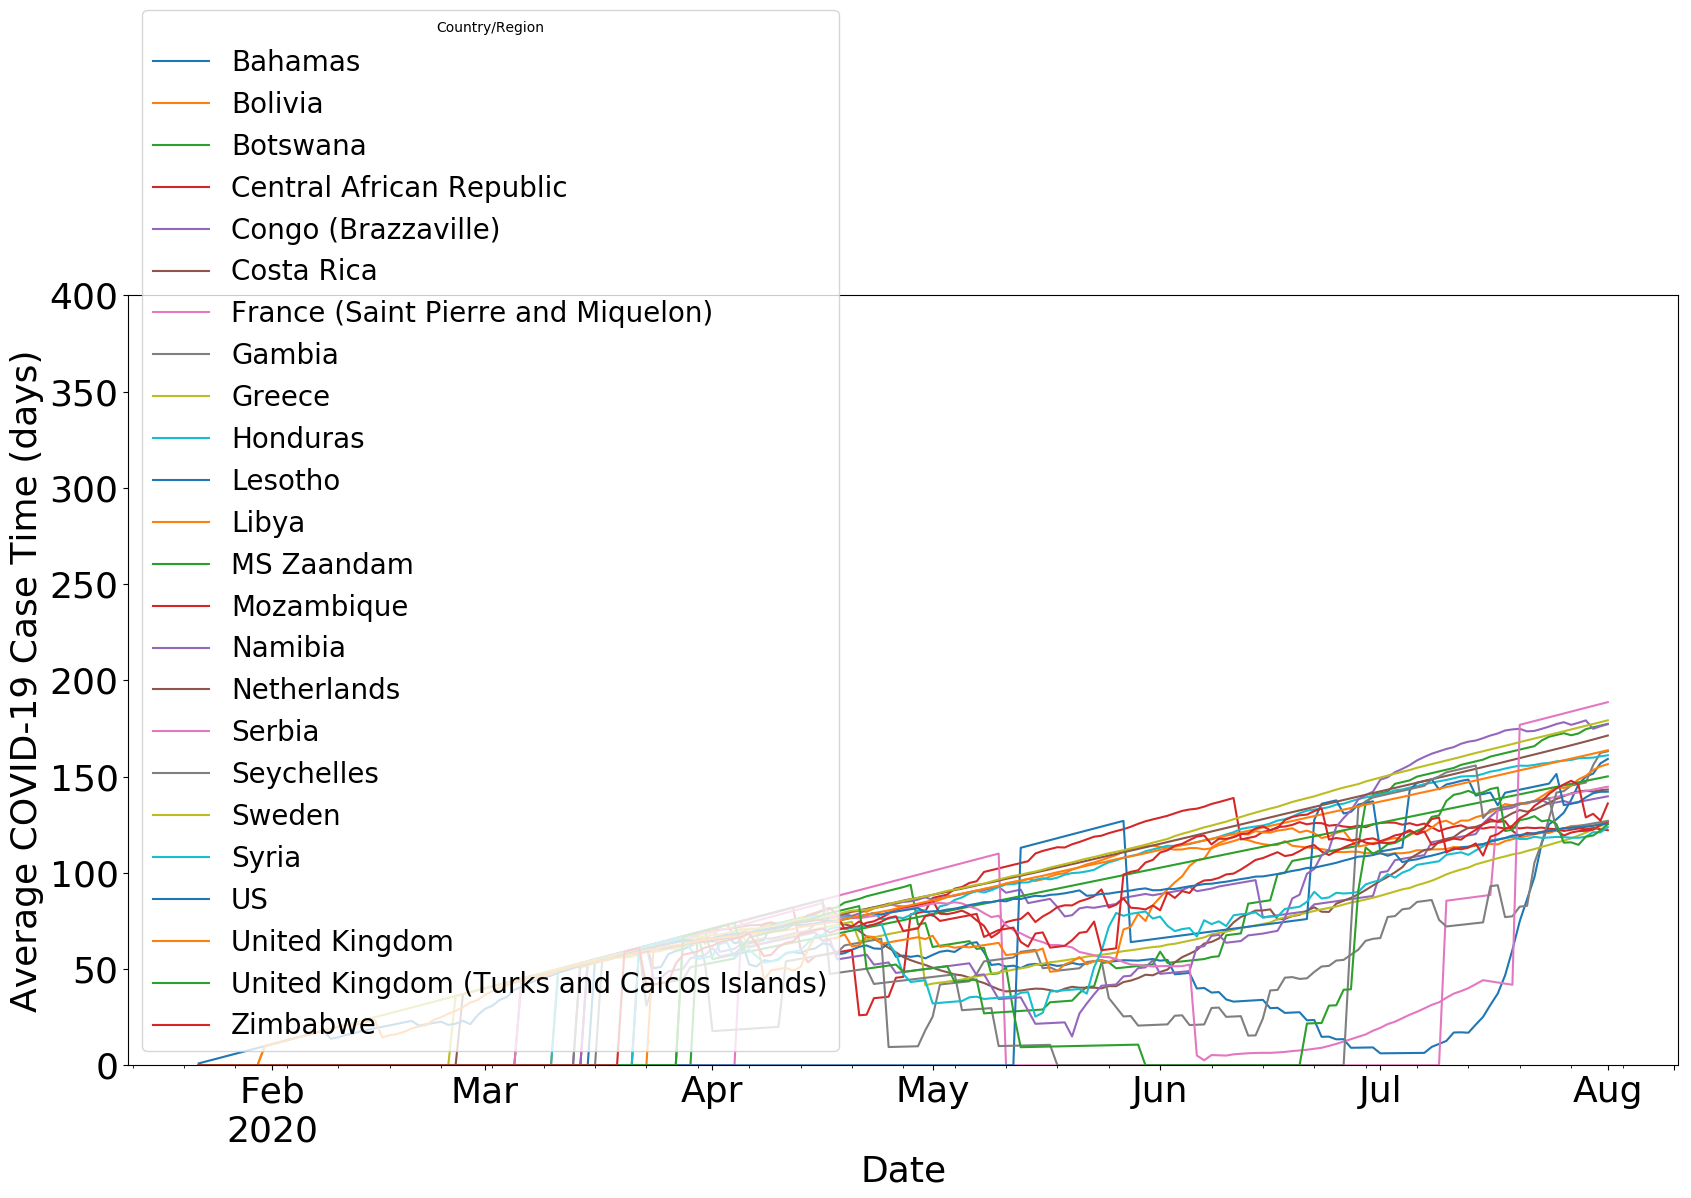 Country/Region
Bahamas
Bolivia
Botswana
Central African Republic
Congo (Brazzaville)
Costa Rica
France (Saint Pierre and Miquelon)
Gambia
Greece
Honduras
Lesotho
Libya
MS Zaandam
Mozambique
Namibia
Netherlands
Serbia
Seychelles
Sweden
Syria
US
United Kingdom
United Kingdom (Turks and Caicos Islands)
Zimbabwe
Average COVID-19 Case Time (days)
400
350
300
250
200
150
100
50
0
Feb Mar Apr May Jun Jul Aug
2020
Date